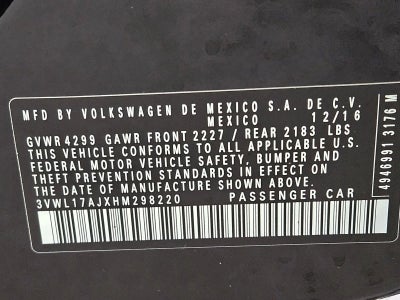 MFD BY VOLKSWAGEN DE MEXICO S.A. DE C.V.
MEXICO 12/16
GVWR 4299 GAWR FRONT 2227 / REAR 2183 LBS
THIS VEHICLE CONFORMS TO ALL APPLICABLE U.S.
FEDERAL MOTOR VEHICLE SAFETY, BUMPER AND
THEFT PREVENTION STANDARDS IN EFFECT ON
THE DATE OF MANUFACTURE SHOWN ABOVE.
3VWL17AJXHM298220 PASSENGER CAR
4946991 3176 M